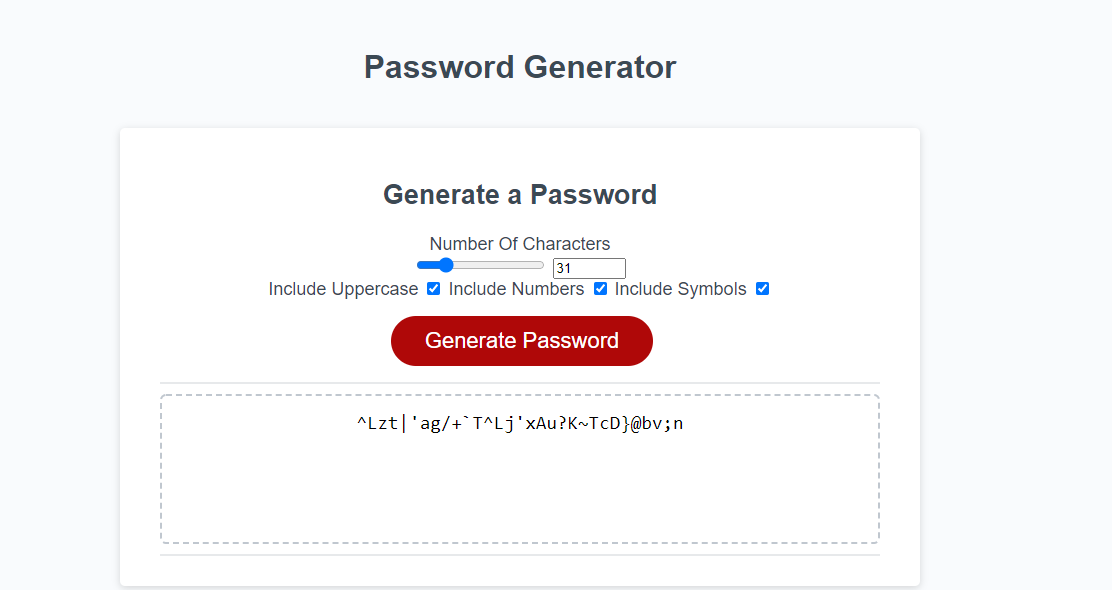 Password Generator
Generate a Password
Number Of Characters
31
Include Uppercase Include Numbers Include Symbols
Generate Password
^Lzt|'ag/+`T^Lj'xAu?K~TcD}@bv;n